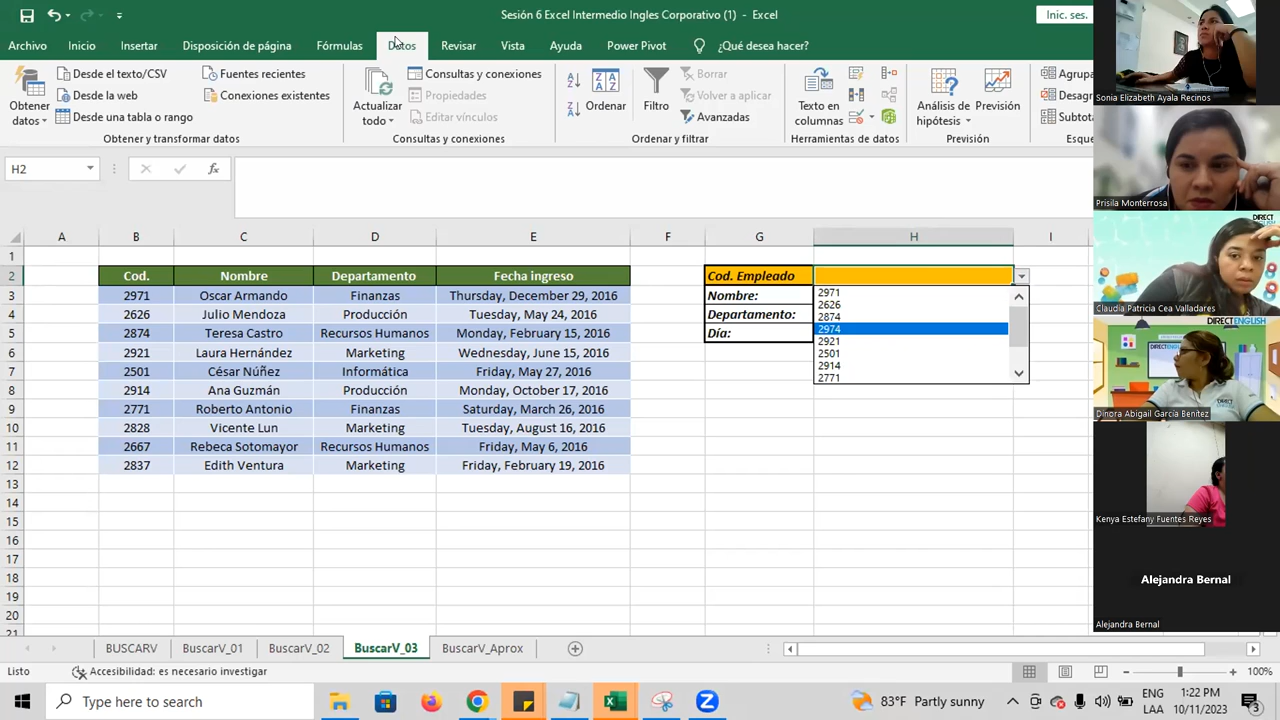 Sesión 6 Excel Intermedio Ingles Corporativo (1) - Excel
Inic. ses.
Archivo Inicio Insertar Disposición de página Fórmulas Datos Revisar Vista Ayuda Power Pivot ¿Qué desea hacer?
Obtener datos
Desde el texto/CSV
Desde la web
Desde una tabla o rango
Fuentes recientes
Conexiones existentes
Obtener y transformar datos
Actualizar todo
Consultas y conexiones
Propiedades
Editar vínculos
Consultas y conexiones
Ordenar
Filtro
Borrar
Volver a aplicar
Avanzadas
Ordenar y filtrar
Texto en columnas
Herramientas de datos
Análisis de hipótesis
Previsión
Previsión
Agrupa
Desagr
Subtota
Esque
H2
fx
A B C D E F G H I
1
2 Cod. Nombre Departamento Fecha ingreso Cod. Empleado
3 2971 Oscar Armando Finanzas Thursday, December 29, 2016 Nombre:
4 2626 Julio Mendoza Producción Tuesday, May 24, 2016 Departamento:
5 2874 Teresa Castro Recursos Humanos Monday, February 15, 2016 Día:
6 2921 Laura Hernández Marketing Wednesday, June 15, 2016
7 2501 César Núñez Informática Friday, May 27, 2016
8 2914 Ana Guzmán Producción Monday, October 17, 2016
9 2771 Roberto Antonio Finanzas Saturday, March 26, 2016
10 2828 Vicente Lun Marketing Tuesday, August 16, 2016
11 2667 Rebeca Sotomayor Recursos Humanos Friday, May 6, 2016
12 2837 Edith Ventura Marketing Friday, February 19, 2016
13
14
15
16
17
18
19
20
21
2971
2626
2874
2974
2921
2501
2914
2771
BUSCARV BuscarV_01 BuscarV_02 BuscarV_03 BuscarV_Aprox
Listo Accesibilidad: es necesario investigar 100%
Type here to search
83°F Partly sunny
ENG
LAA
1:22 PM
10/11/2023
3
Sonia Elizabeth Ayala Recinos
Prisila Monterrosa
DIRECT
ENGLISH
Claudia Patricia Cea Valladares
DIRECT ENGLISH
Dinora Abigail Garcia Benitez
Kenya Estefany Fuentes Reyes
Alejandra Bernal
Alejandra Bernal